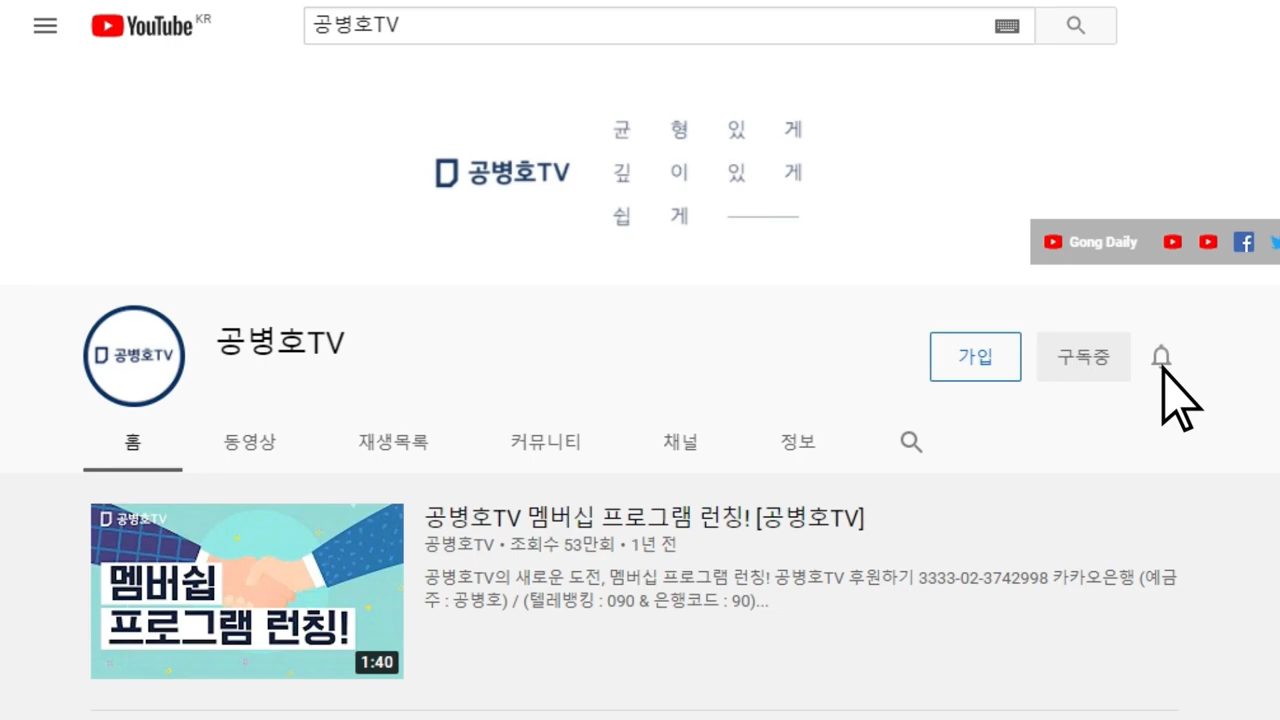 YouTube KR
공병호TV
균 형 있 게
공병호TV
깊 이 있 게
쉽 게
Gong Daily
공병호TV
공병호TV
가입
구독중
홈
동영상
재생목록
커뮤니티
채널
정보
공병호TV
멤버쉽
프로그램 런칭!
1:40
공병호TV 멤버십 프로그램 런칭! [공병호TV]
공병호TV • 조회수 53만회 • 1년 전
공병호TV의 새로운 도전, 멤버십 프로그램 런칭! 공병호TV 후원하기 3333-02-3742998 카카오은행 (예금
주 : 공병호) / (텔레뱅킹 : 090 & 은행코드 : 90)...